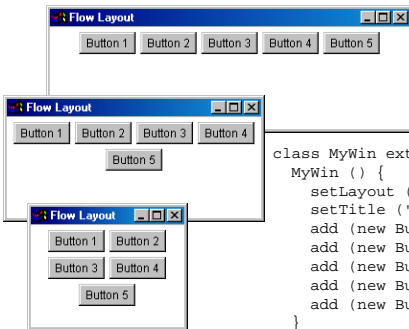 Flow Layout
Button 1 Button 2 Button 3 Button 4 Button 5
Flow Layout
Button 1 Button 2 Button 3 Button 4
Button 5
Flow Layout
Button 1 Button 2
Button 3 Button 4
Button 5
class MyWin ext
MyWin () {
setLayout (
setTitle ("
add (new Bu
add (new Bu
add (new Bu
add (new Bu
add (new Bu
}